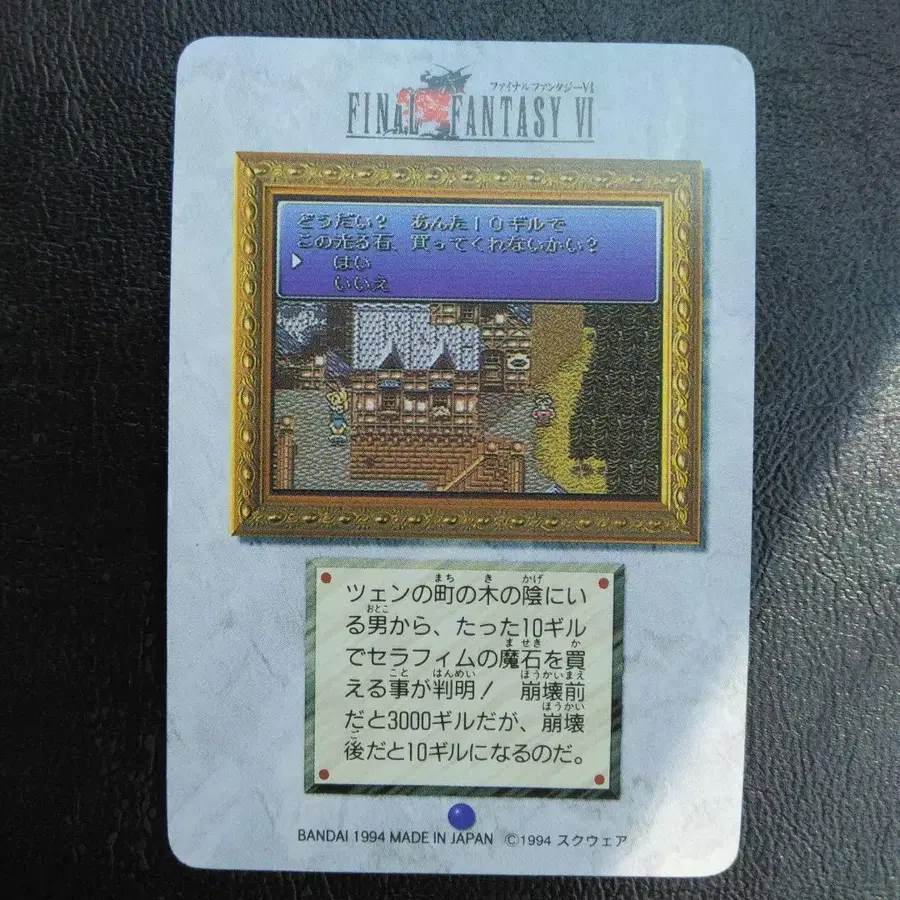 ファイナルファンタジーVI
FINAL FANTASY VI
どうだい？ あんた１０ギルで
この光る石、買ってくれないかい？
はい
いいえ
ツェンの町の木の陰にい
る男から、たった10ギル
でセラフィムの魔石を買
える事が判明！ 崩壊前
だと3000ギルだが、崩壊
後だと10ギルになるのだ。
BANDAI 1994 MADE IN JAPAN ©1994 スクウェア